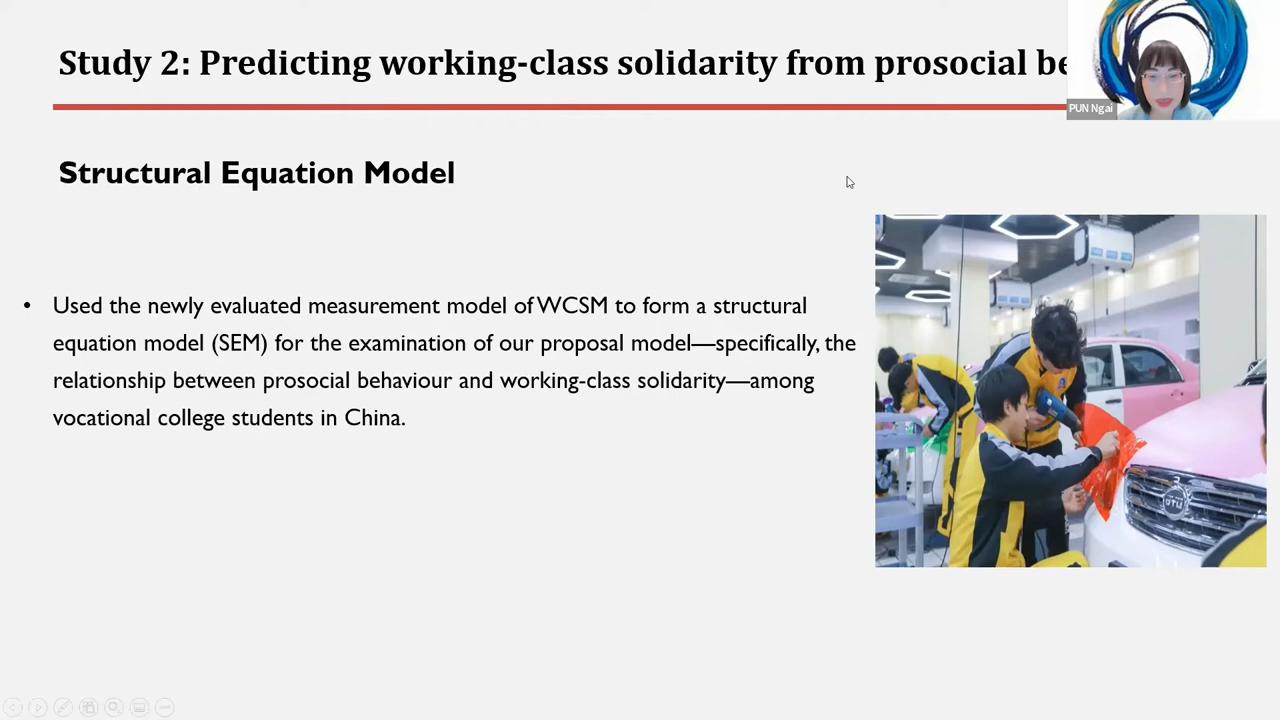 Study 2: Predicting working-class solidarity from prosocial be
PUN Ngai
Structural Equation Model
• Used the newly evaluated measurement model of WCSM to form a structural
equation model (SEM) for the examination of our proposal model—specifically, the
relationship between prosocial behaviour and working-class solidarity—among
vocational college students in China.